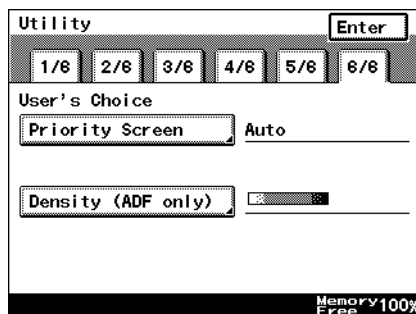 Utility
Enter
1/6 2/6 3/6 4/6 5/6 6/6
User's Choice
Priority Screen Auto
Density (ADF only)
Memory Free 100%